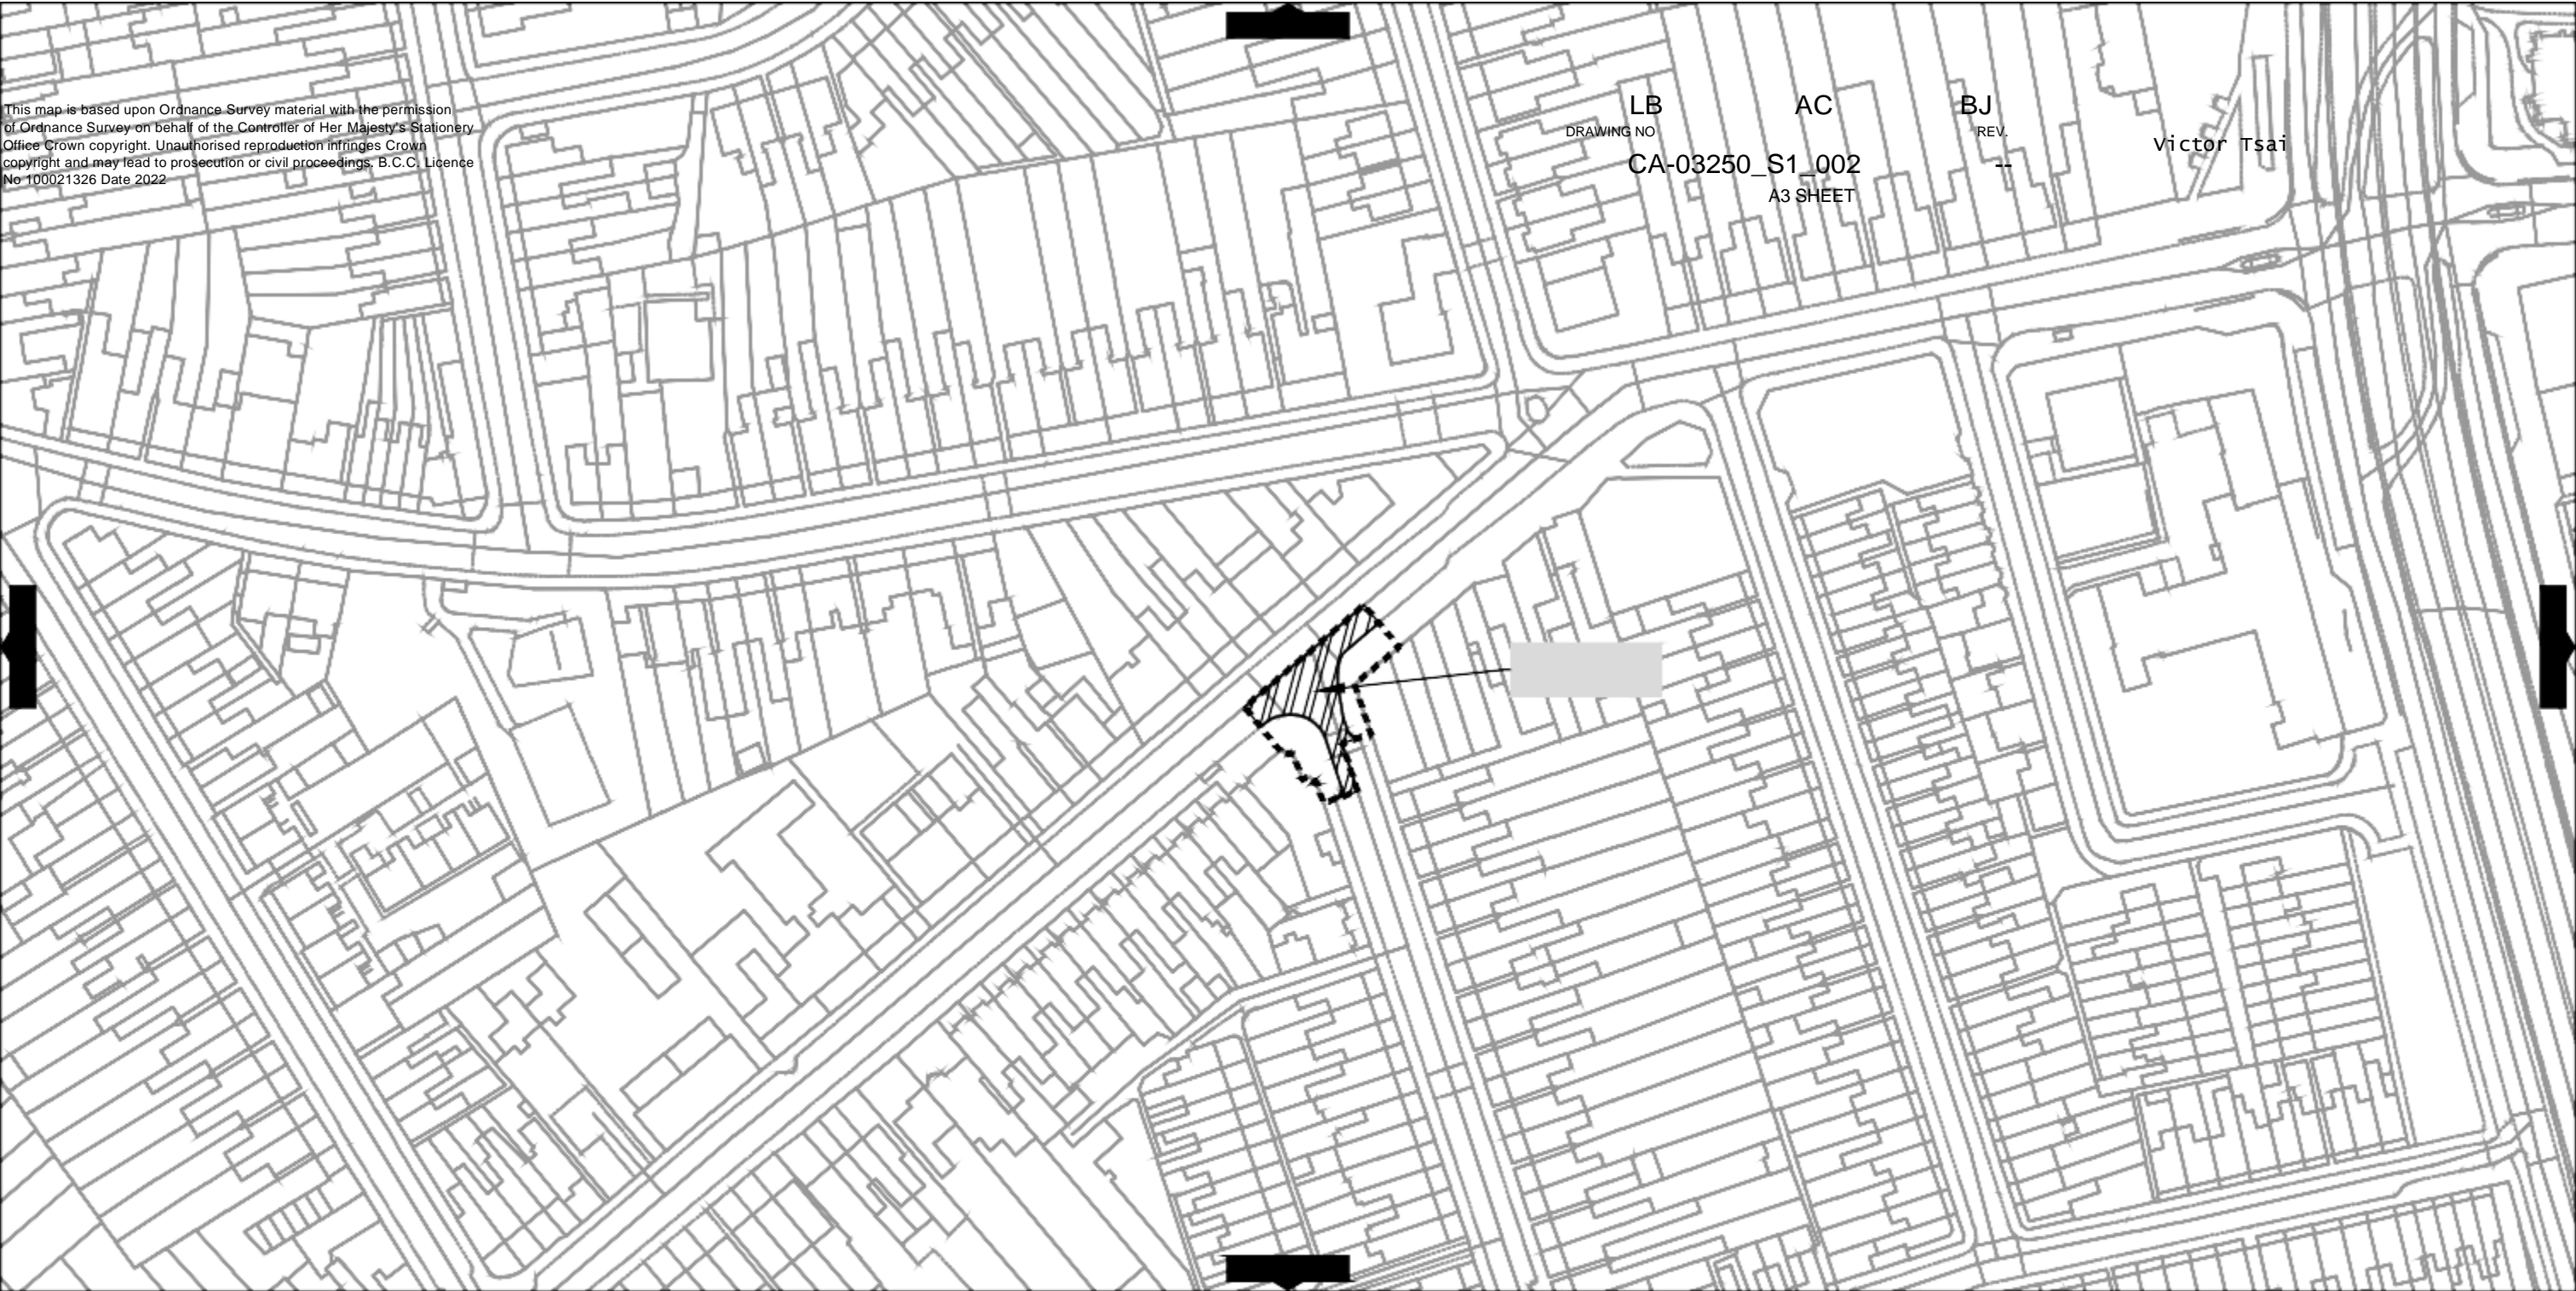 This map is based upon Ordnance Survey material with the permission
of Ordnance Survey on behalf of the Controller of Her Majesty's Stationery
Office Crown copyright. Unauthorised reproduction infringes Crown
copyright and may lead to prosecution or civil proceedings. B.C.C. Licence
No 100021326 Date 2022
LB AC BJ
DRAWING NO REV.
Victor Tsai
CA-03250_S1_002 --
A3 SHEET